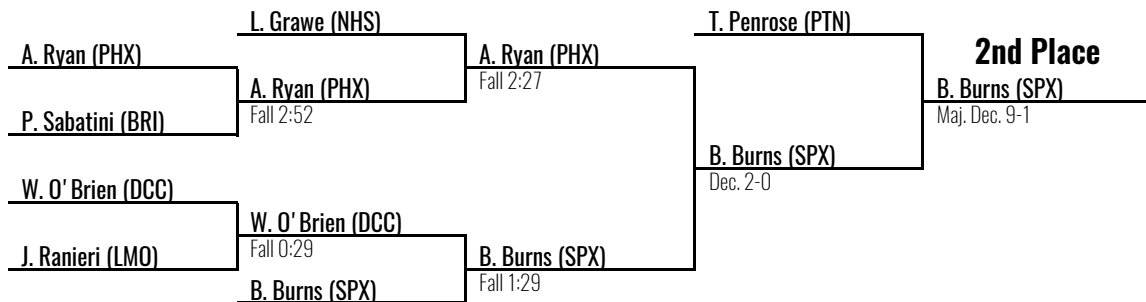 L. Grawe (NHS)
T. Penrose (PTN)
A. Ryan (PHX)
A. Ryan (PHX)
Fall 2:27
2nd Place
A. Ryan (PHX)
Fall 2:52
B. Burns (SPX)
Maj. Dec. 9-1
P. Sabatini (BRI)
B. Burns (SPX)
Dec. 2-0
W. O' Brien (DCC)
W. O' Brien (DCC)
Fall 0:29
J. Ranieri (LMO)
B. Burns (SPX)
Fall 1:29
B. Burns (SPX)